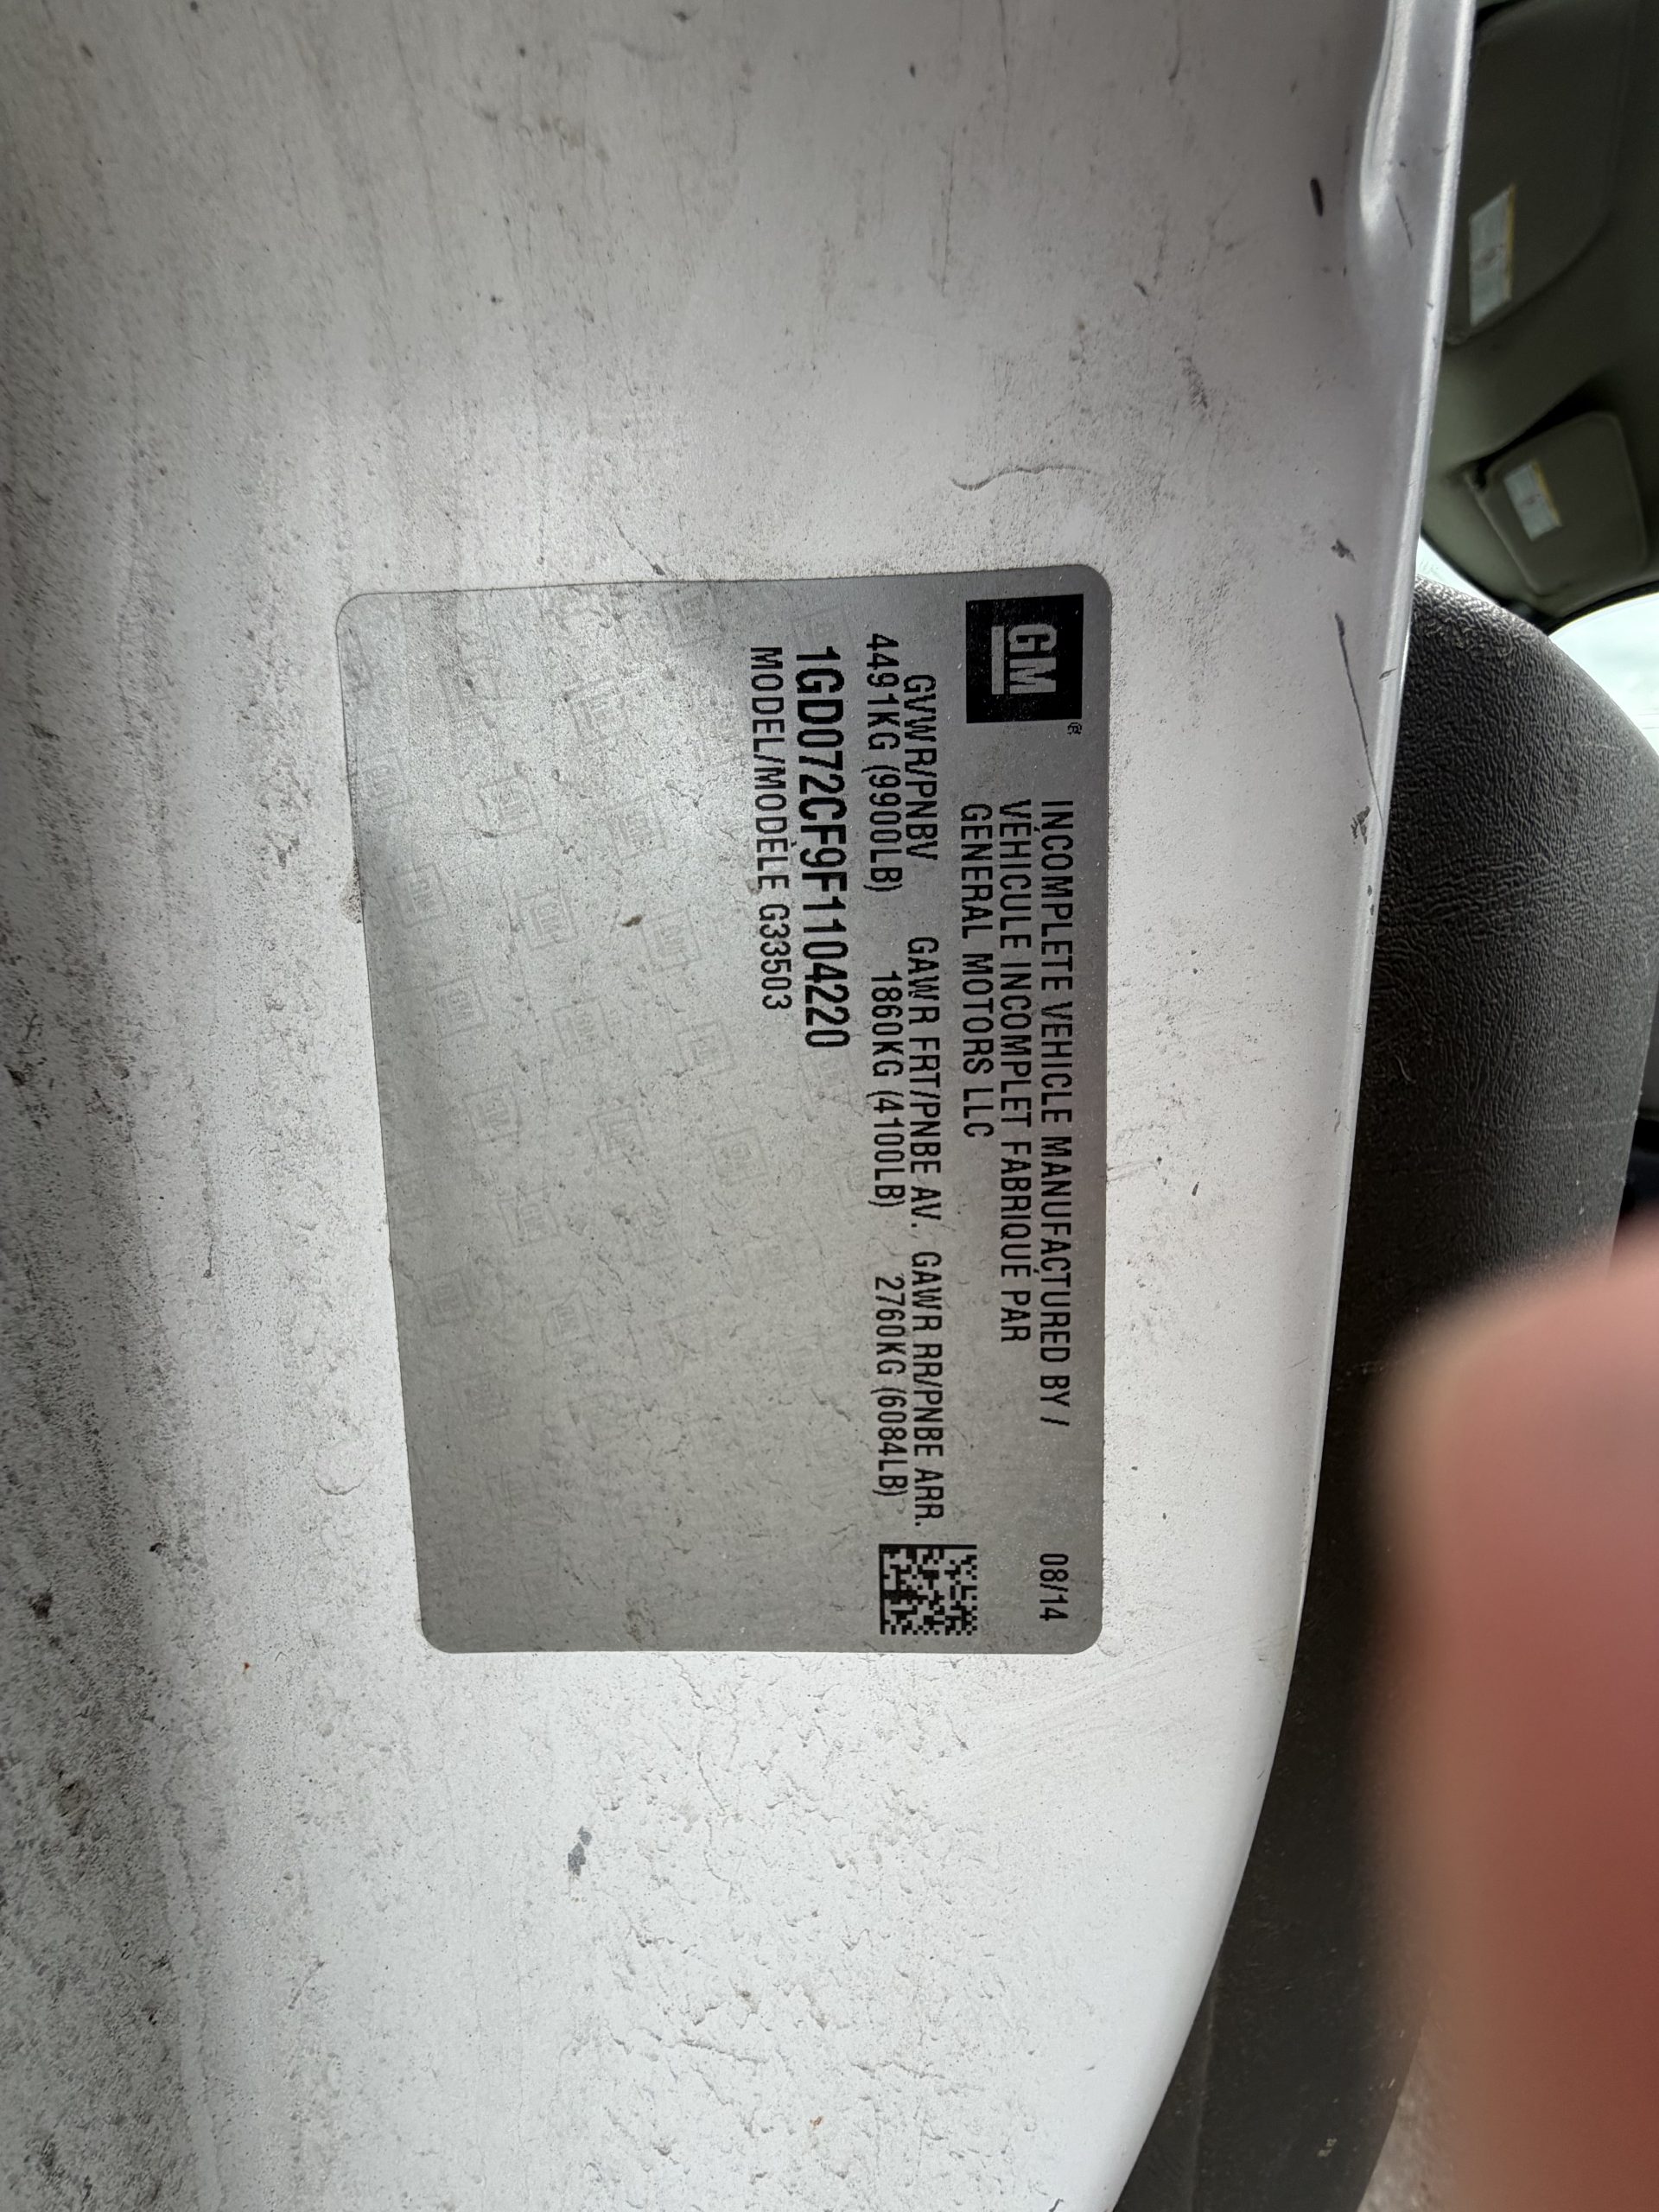 GM®
INCOMPLETE VEHICLE MANUFACTURED BY /
08/14
VÉHICULE INCOMPLET FABRIQUÉ PAR
GENERAL MOTORS LLC
GVWR/PNBV GAWR FRT/PNBE AV. GAWR RR/PNBE ARR.
4491KG (9900LB) 1860KG (4100LB) 2760KG (6084LB)
1GD072CF9F1104220
MODEL/MODÈLE G33503